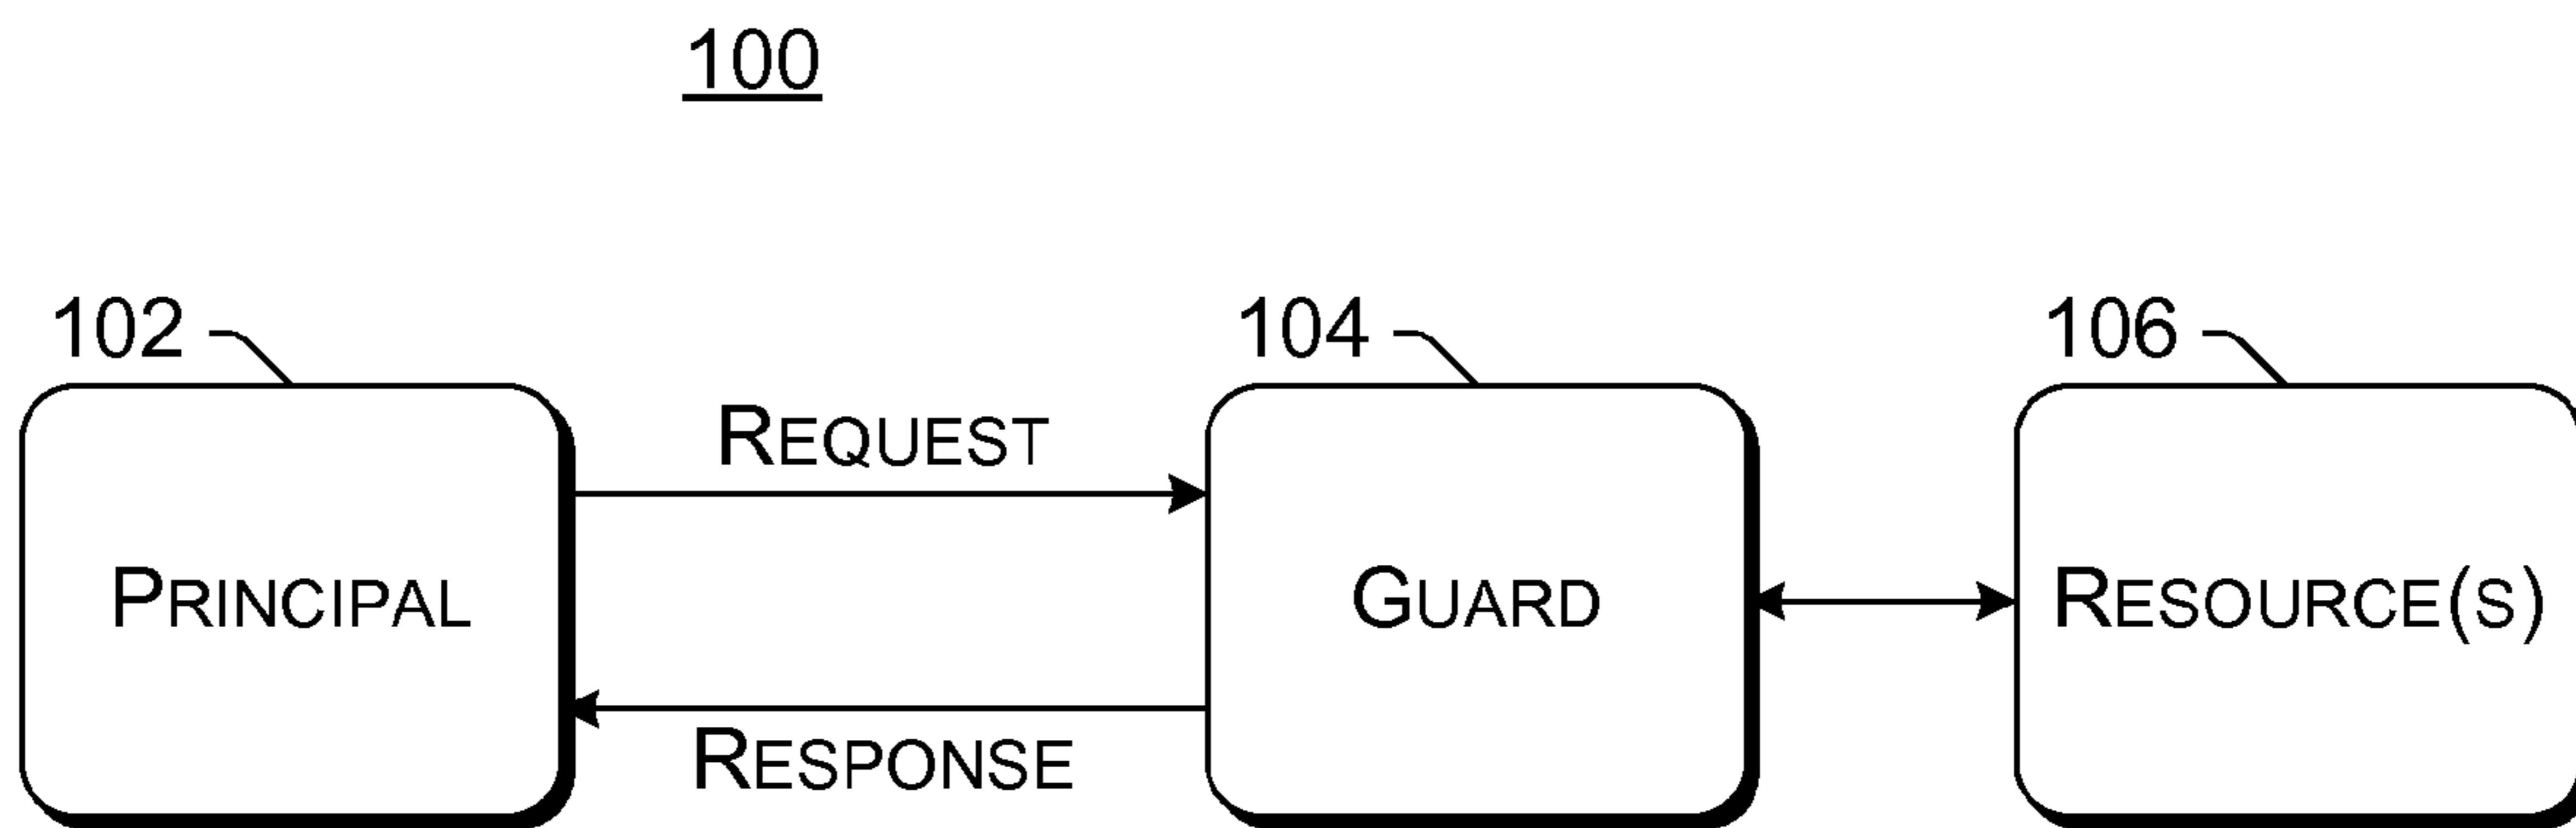 100
102
104
106
REQUEST
PRINCIPAL
GUARD
RESOURCE(S)
RESPONSE